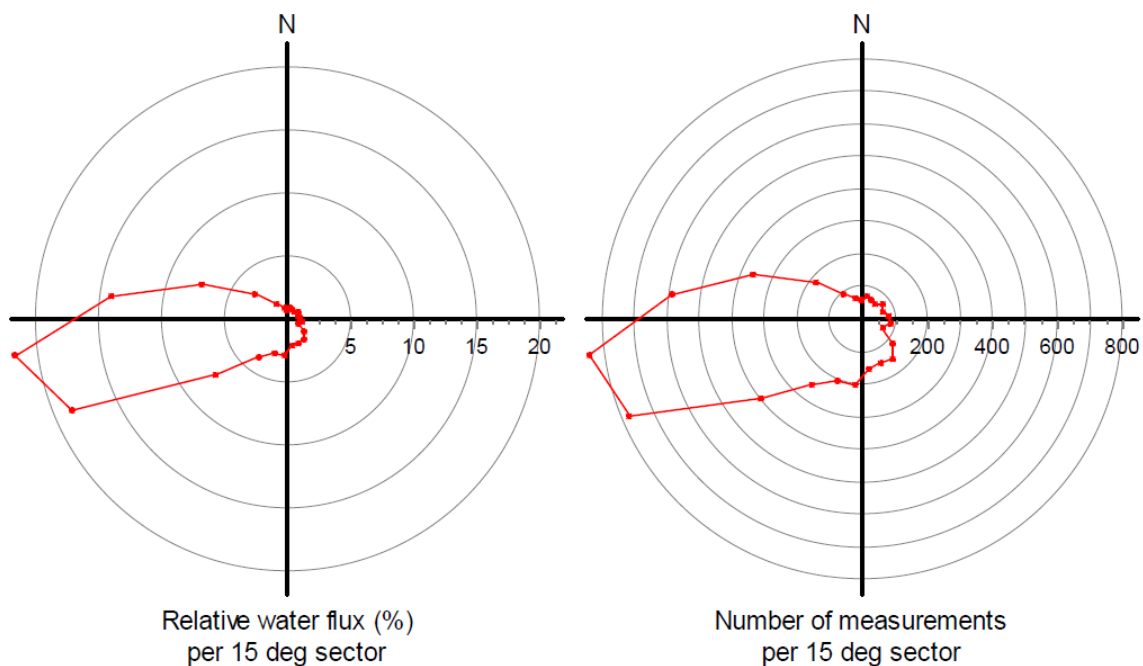 N
5 10 15 20
Relative water flux (%)
per 15 deg sector
N
200 400 600 800
Number of measurements
per 15 deg sector